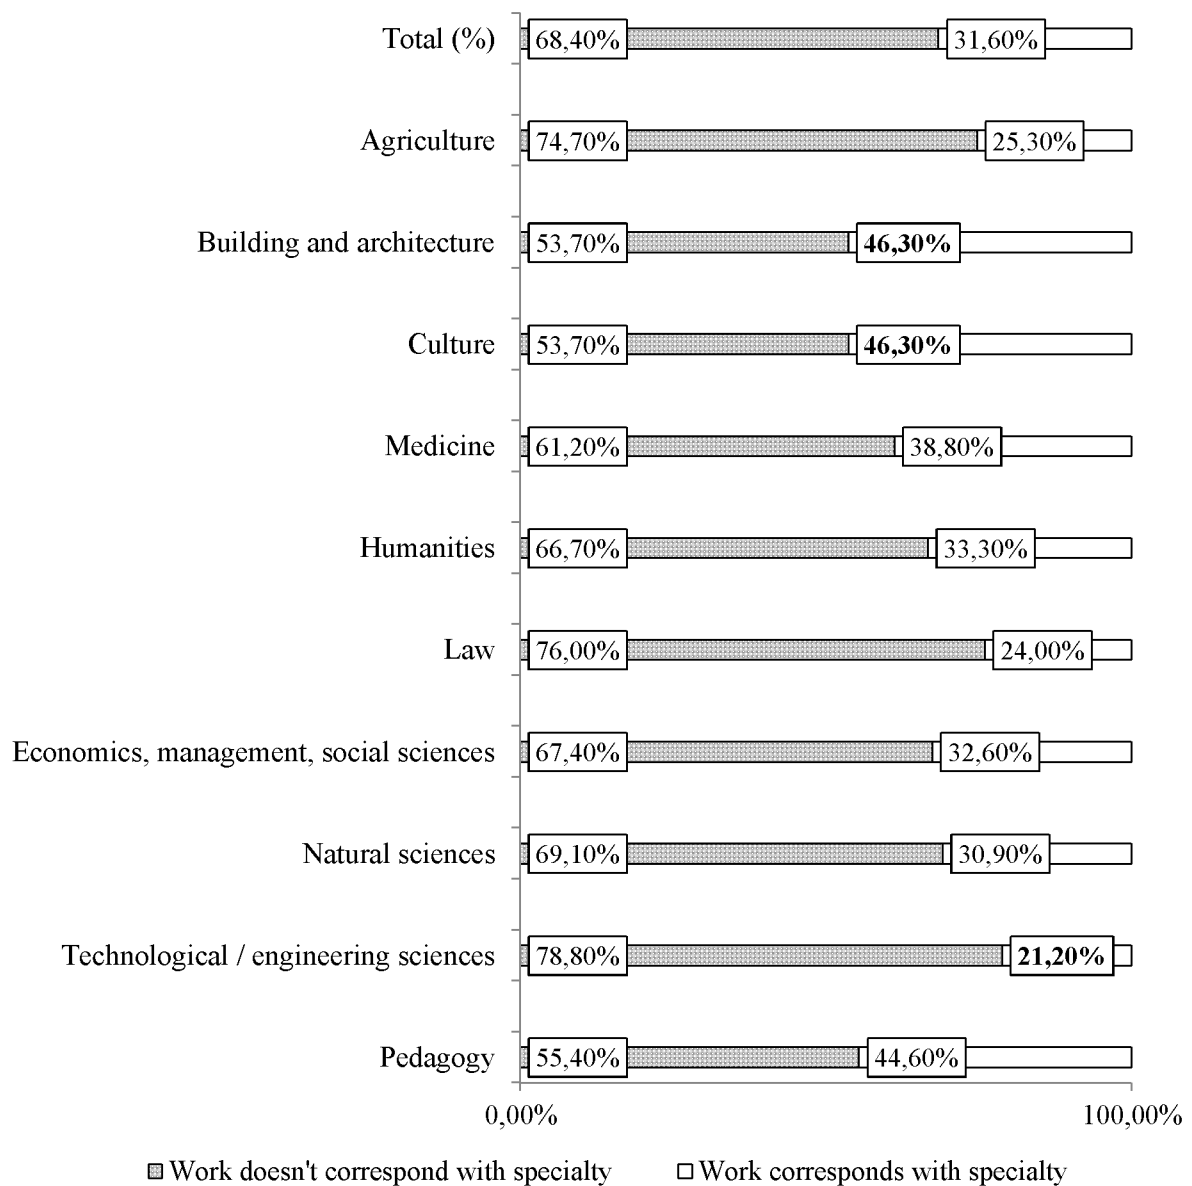 Total (%) 68,40% 31,60%
Agriculture 74,70% 25,30%
Building and architecture 53,70% 46,30%
Culture 53,70% 46,30%
Medicine 61,20% 38,80%
Humanities 66,70% 33,30%
Law 76,00% 24,00%
Economics, management, social sciences 67,40% 32,60%
Natural sciences 69,10% 30,90%
Technological / engineering sciences 78,80% 21,20%
Pedagogy 55,40% 44,60%
0,00% 100,00%
Work doesn't correspond with specialty Work corresponds with specialty